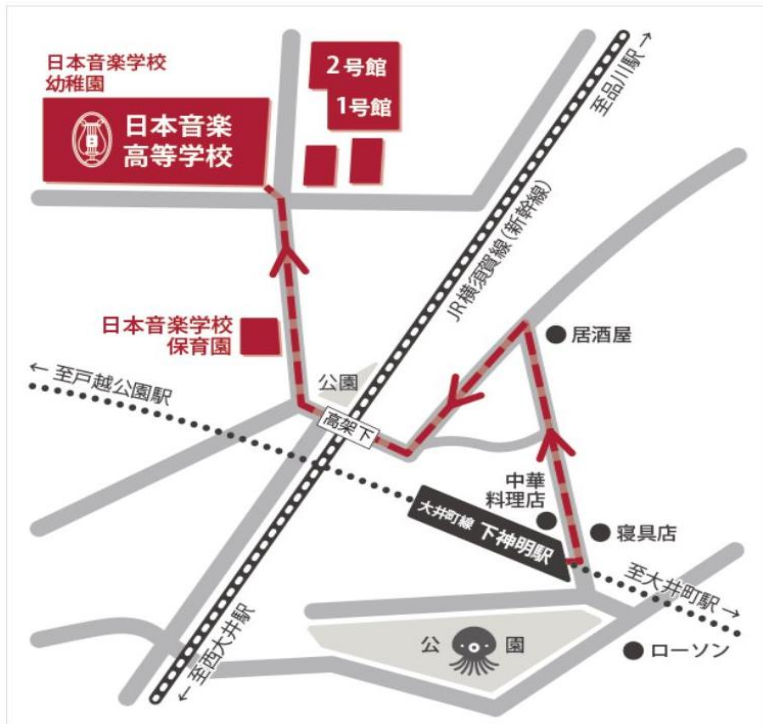 日本音楽学校
幼稚園
日本音楽
高等学校
2号館
1号館
至品川駅→
JR横須賀線(新幹線)
日本音楽学校
保育園
居酒屋
←至戸越公園駅
公園
高架下
中華
料理店
大井町線 下神明駅
寝具店
至大井町駅→
←至西大井駅
公 園
ローソン